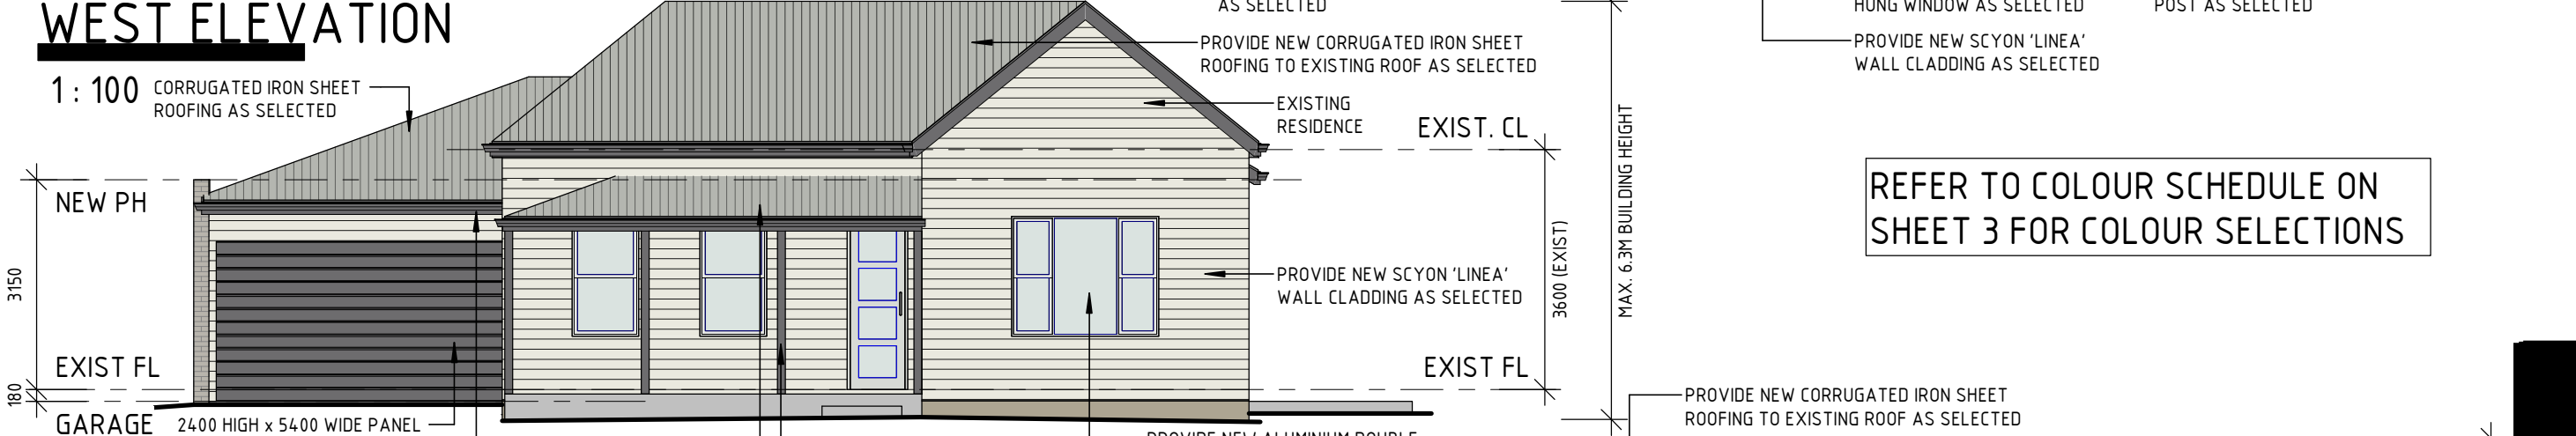 WEST ELEVATION
1 : 100
CORRUGATED IRON SHEET
ROOFING AS SELECTED
AS SELECTED
PROVIDE NEW CORRUGATED IRON SHEET
ROOFING TO EXISTING ROOF AS SELECTED
EXISTING
RESIDENCE
EXIST. CL
NEW PH
3150
EXIST FL
180
GARAGE
2400 HIGH x 5400 WIDE PANEL
PROVIDE NEW SCYON 'LINEA'
WALL CLADDING AS SELECTED
EXIST FL
3600 (EXIST)
MAX. 6.3M BUILDING HEIGHT
PROVIDE NEW ALUMINIUM DOUBLE
HUNG WINDOW AS SELECTED
POST AS SELECTED
PROVIDE NEW SCYON 'LINEA'
WALL CLADDING AS SELECTED
REFER TO COLOUR SCHEDULE ON
SHEET 3 FOR COLOUR SELECTIONS
PROVIDE NEW CORRUGATED IRON SHEET
ROOFING TO EXISTING ROOF AS SELECTED